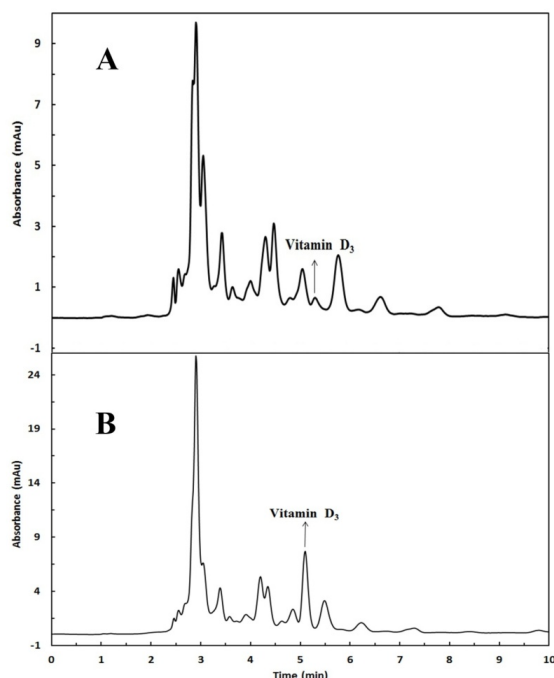 9
A
7
5
Absorbance (mAu)
3
Vitamin D₃
1
-1
24
B
19
14
Absorbance (mAu)
Vitamin D₃
9
4
-1
0 1 2 3 4 5 6 7 8 9 10
Time (min)